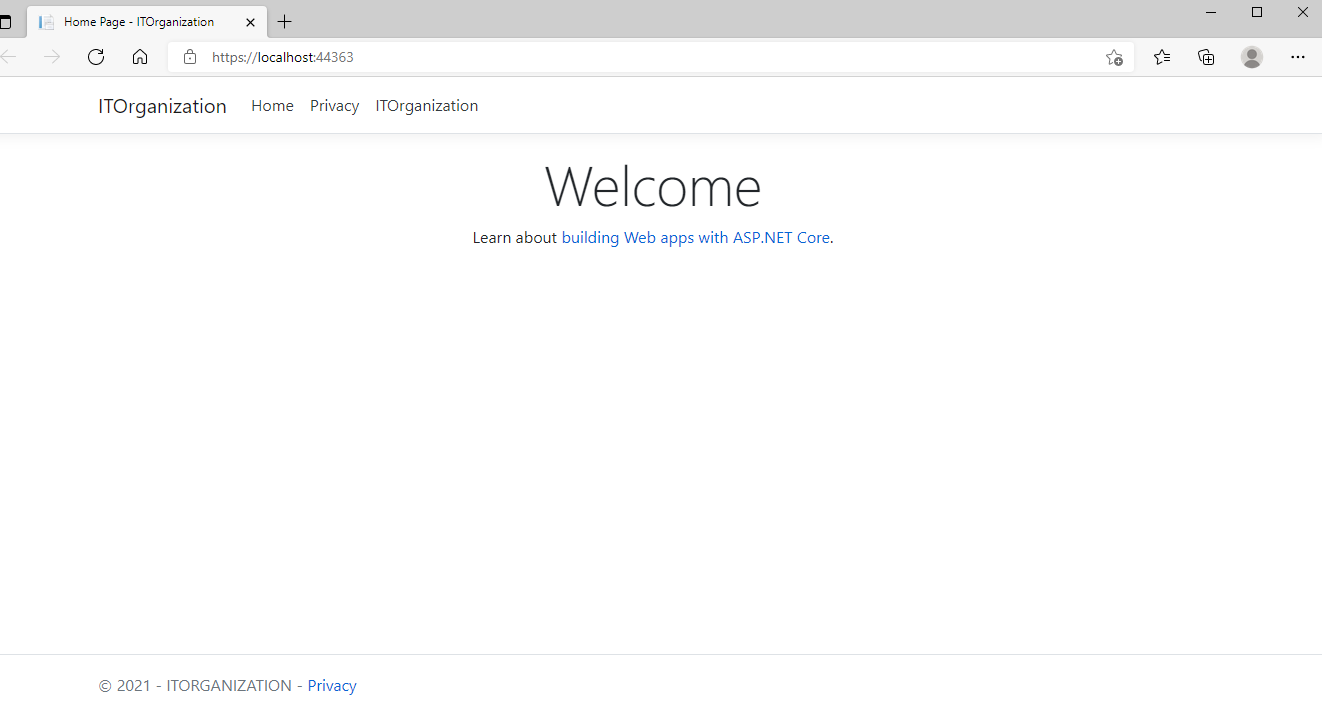 Home Page - ITOrganization
https://localhost:44363
ITOrganization Home Privacy ITOrganization
Welcome
Learn about building Web apps with ASP.NET Core.
© 2021 - ITORGANIZATION - Privacy